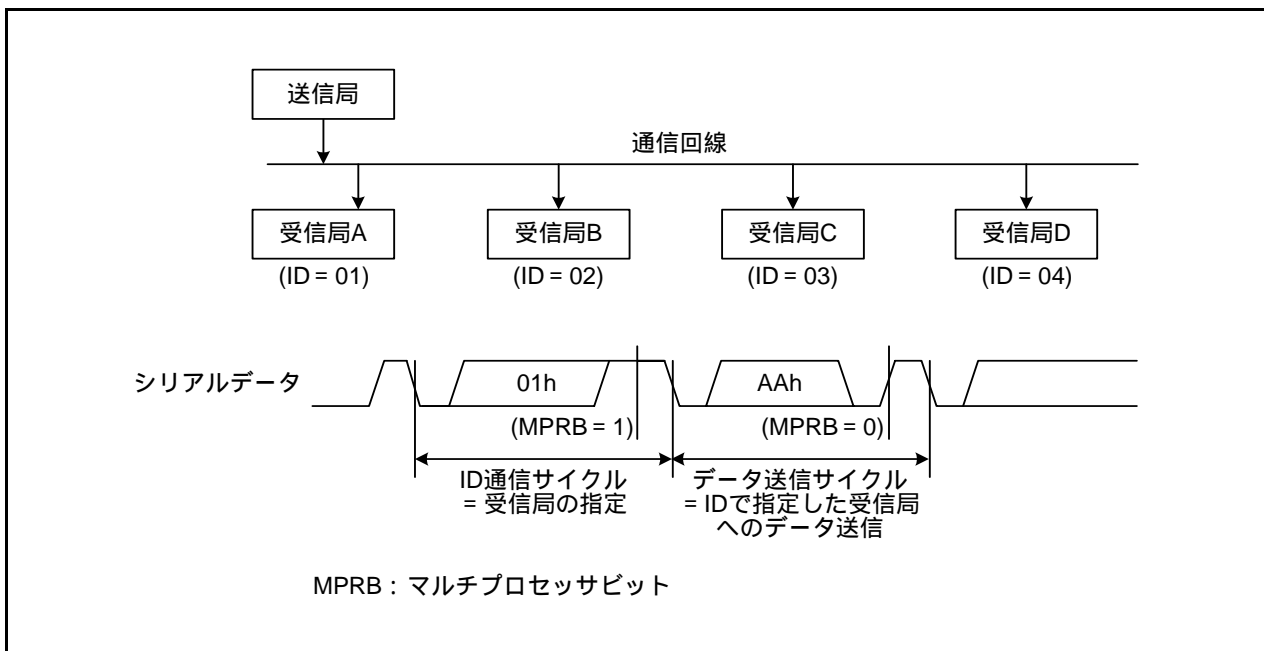 送信局
通信回線
受信局A 受信局B 受信局C 受信局D
(ID = 01) (ID = 02) (ID = 03) (ID = 04)
シリアルデータ 01h AAh
(MPRB = 1) (MPRB = 0)
ID通信サイクル
= 受信局の指定
データ送信サイクル
= IDで指定した受信局
へのデータ送信
MPRB : マルチプロセッサビット